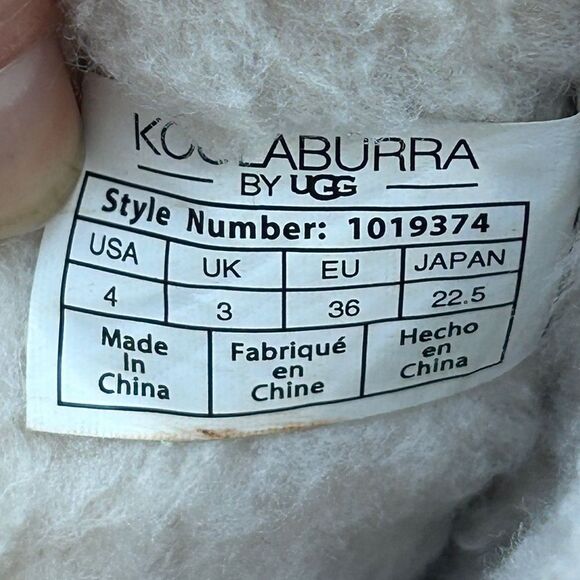 KOOLABURRA
BY UGG
Style Number: 1019374
USA UK EU JAPAN
4 3 36 22.5
Made in China
Fabriqué en Chine
Hecho en China